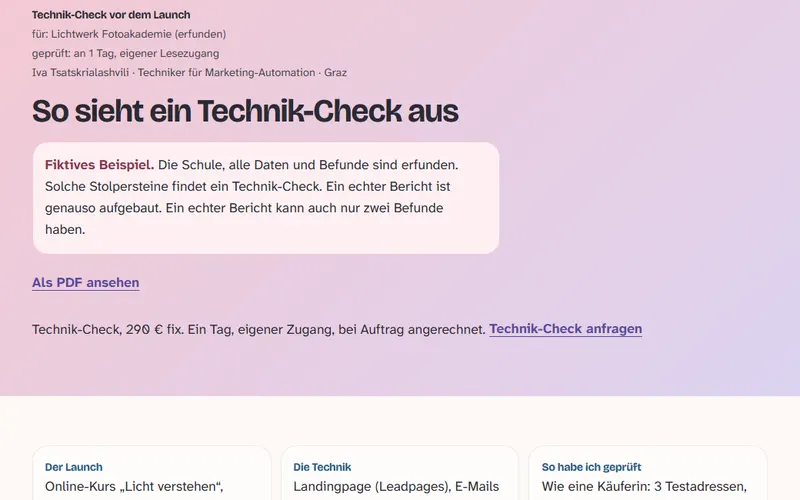 Technik-Check vor dem Launch
für: Lichtwerk Fotoakademie (erfunden)
geprüft: an 1 Tag, eigener Lesezugang
Iva Tsatskrialashvili · Techniker für Marketing-Automation · Graz
So sieht ein Technik-Check aus
Fiktives Beispiel. Die Schule, alle Daten und Befunde sind erfunden.
Solche Stolpersteine findet ein Technik-Check. Ein echter Bericht ist
genauso aufgebaut. Ein echter Bericht kann auch nur zwei Befunde
haben.
Als PDF ansehen
Technik-Check, 290 € fix. Ein Tag, eigener Zugang, bei Auftrag angerechnet. Technik-Check anfragen
Der Launch
Online-Kurs „Licht verstehen“,
Die Technik
Landingpage (Leadpages), E-Mails
So habe ich geprüft
Wie eine Käuferin: 3 Testadressen,